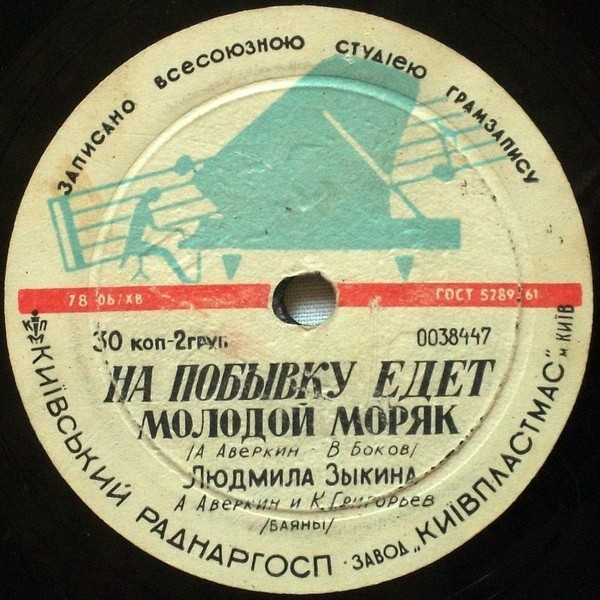 Записано Всесоюзною студією грамзапису
78 об/хв
ГОСТ 5289-61
30 коп-2груп
0038447
НА ПОБЫВКУ ЕДЕТ
МОЛОДОЙ МОРЯК
/А Аверкин - В Боков/
Людмила Зыкина
А Аверкин и К.Григорьев
/баяны/
Київський раднаргосп · завод „Київпластмас" м Київ